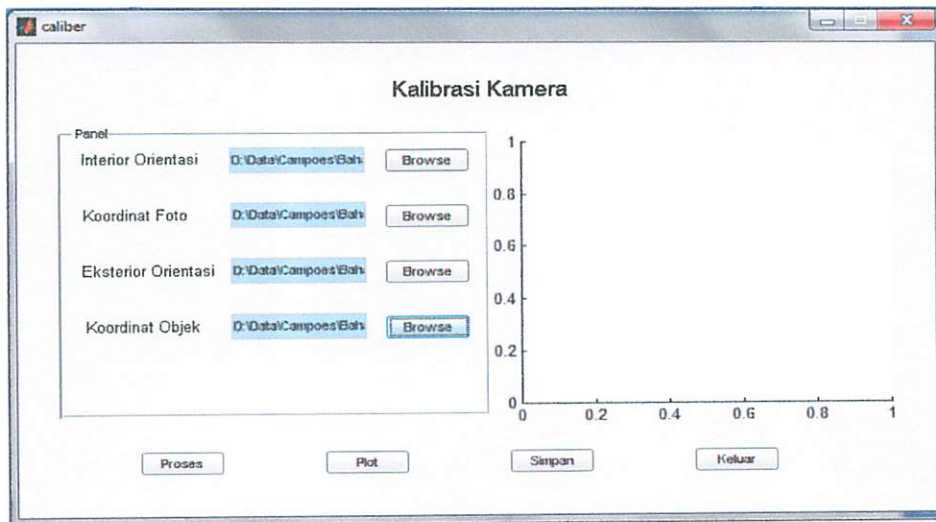 caliber
Kalibrasi Kamera
Panel
Interior Orientasi D:\Data\Campoes\Bah Browse
Koordinat Foto D:\Data\Campoes\Bah Browse
Eksterior Orientasi D:\Data\Campoes\Bah Browse
Koordinat Objek D:\Data\Campoes\Bah Browse
1
0.8
0.6
0.4
0.2
0
0 0.2 0.4 0.6 0.8 1
Proses Plot Simpan Keluar